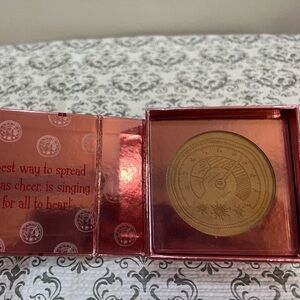 est way to spread
as cheer, is singing
for all to hear!